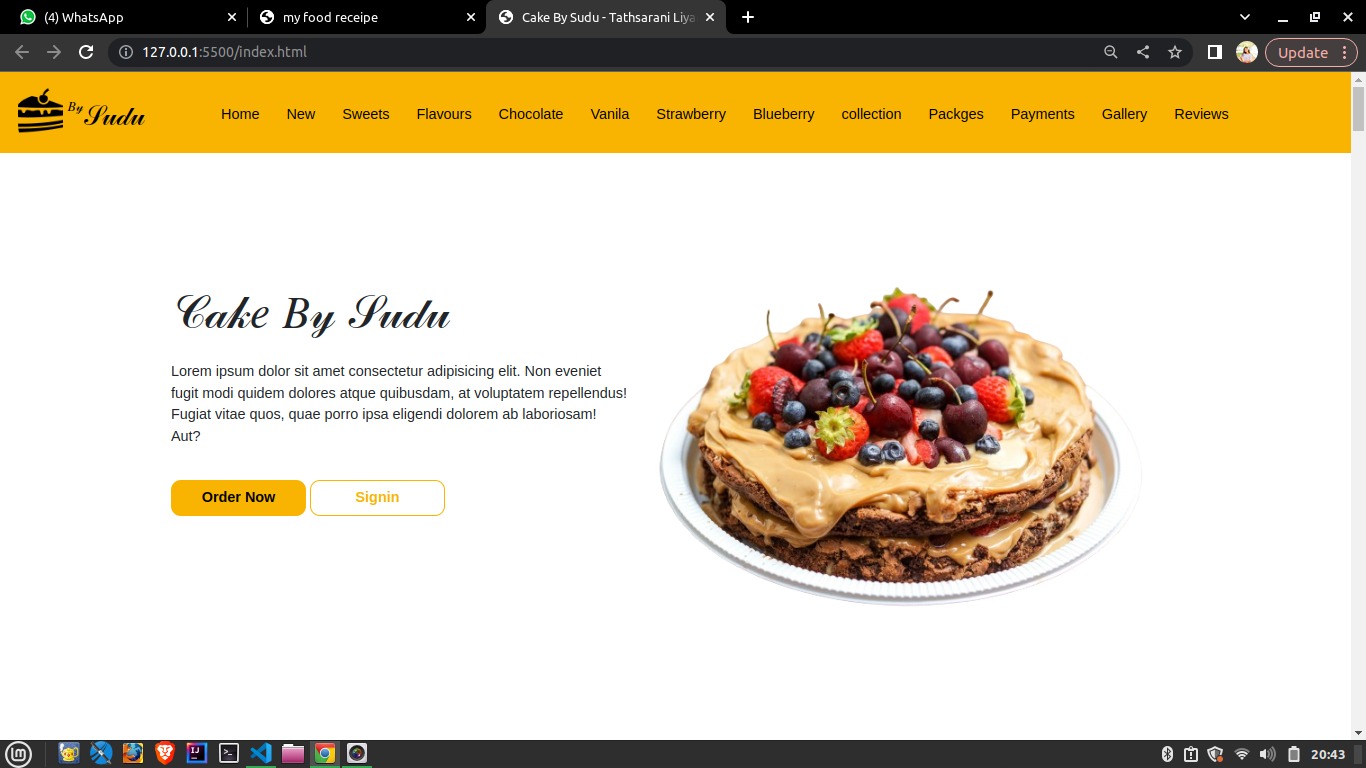 (4) WhatsApp
my food receipe
Cake By Sudu - Tathsarani Liya
127.0.0.1:5500/index.html
Update
By Sudu
Home New Sweets Flavours Chocolate Vanila Strawberry Blueberry collection Packges Payments Gallery Reviews
Cake By Sudu
Lorem ipsum dolor sit amet consectetur adipisicing elit. Non eveniet
fugit modi quidem dolores atque quibusdam, at voluptatem repellendus!
Fugiat vitae quos, quae porro ipsa eligendi dolorem ab laboriosam!
Aut?
Order Now
Signin
20:43